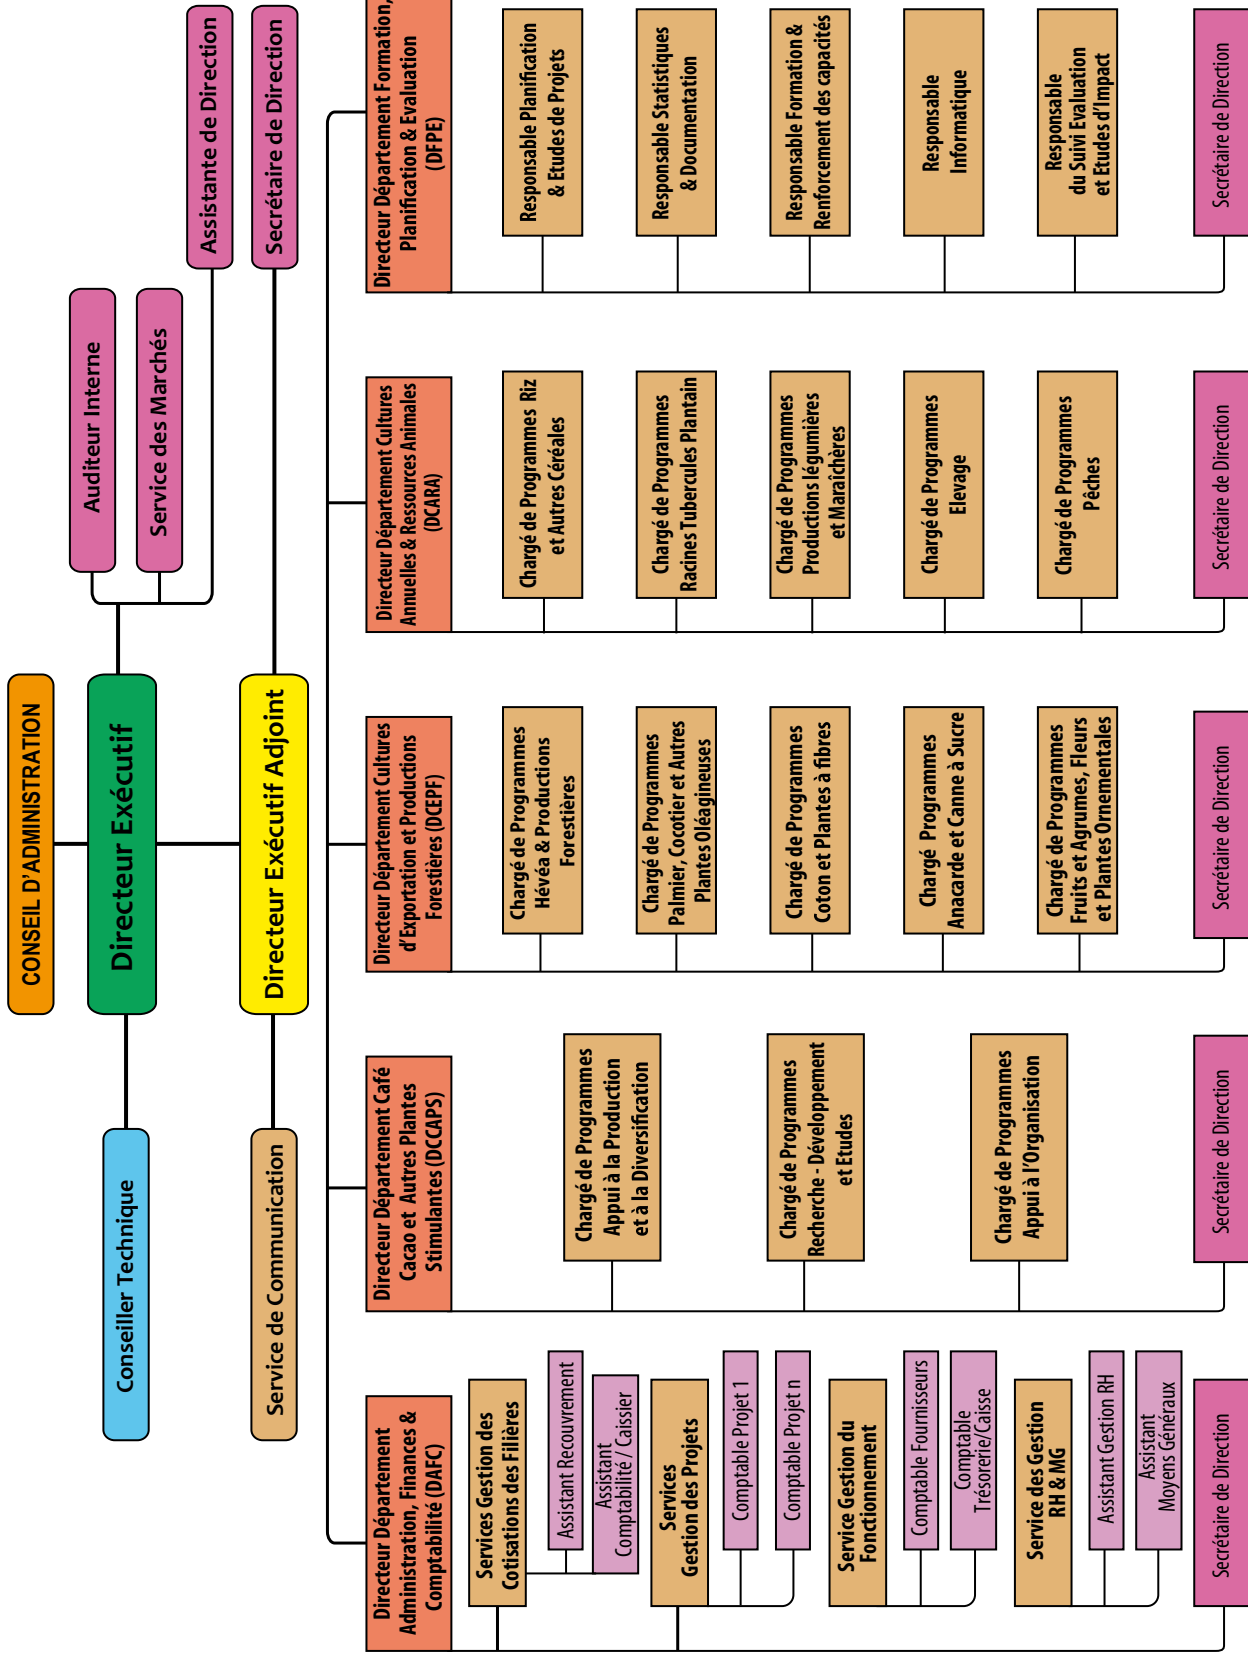 CONSEIL D'ADMINISTRATION
Directeur Exécutif
Conseiller Technique
Auditeur Interne
Service des Marchés
Assistante de Direction
Directeur Exécutif Adjoint
Service de Communication
Secrétaire de Direction
Directeur Département
Administration, Finances &
Comptabilité (DAFC)
Services Gestion des
Cotisations des Filières
Assistant Recouvrement
Assistant
Comptabilité / Caissier
Services
Gestion des Projets
Comptable Projet 1
Comptable Projet n
Service Gestion du
Fonctionnement
Comptable Fournisseurs
Comptable
Trésorerie/Caisse
Service des Gestion
RH & MG
Assistant Gestion RH
Assistant
Moyens Généraux
Secrétaire de Direction
Directeur Département Café
Cacao et Autres Plantes
Stimulantes (DCCAPS)
Chargé de Programmes
Appui à la Production
et à la Diversification
Chargé de Programmes
Recherche - Développement
et Etudes
Chargé de Programmes
Appui à l'Organisation
Secrétaire de Direction
Directeur Département Cultures
d'Exportation et Productions
Forestières (DCEPF)
Chargé de Programmes
Hévéa & Productions
Forestières
Chargé de Programmes
Palmier, Cocotier et Autres
Plantes Oléagineuses
Chargé de Programmes
Coton et Plantes à fibres
Chargé Programmes
Anacarde et Canne à Sucre
Chargé de Programmes
Fruits et Agrumes, Fleurs
et Plantes Ornementales
Secrétaire de Direction
Directeur Département Cultures
Annuelles & Ressources Animales
(DCARA)
Chargé de Programmes Riz
et Autres Céréales
Chargé de Programmes
Racines Tubercules Plantain
Chargé de Programmes
Productions légumières
et Maraîchères
Chargé de Programmes
Elevage
Chargé de Programmes
Pêches
Secrétaire de Direction
Directeur Département Formation,
Planification & Evaluation
(DFPE)
Responsable Planification
& Etudes de Projets
Responsable Statistiques
& Documentation
Responsable Formation &
Renforcement des capacités
Responsable
Informatique
Responsable
du Suivi Evaluation
et Etudes d'Impact
Secrétaire de Direction